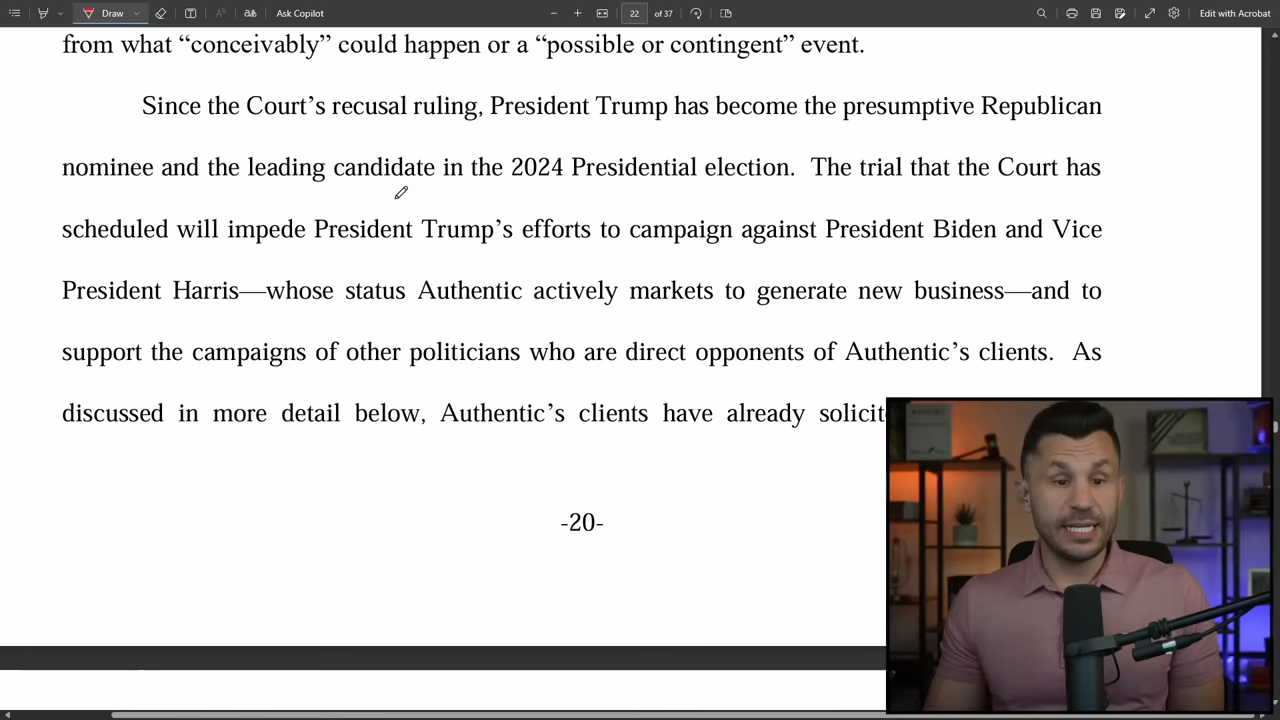 Draw
Ask Copilot
22 of 37
Edit with Acrobat
from what “conceivably” could happen or a “possible or contingent” event.
Since the Court’s recusal ruling, President Trump has become the presumptive Republican
nominee and the leading candidate in the 2024 Presidential election. The trial that the Court has
scheduled will impede President Trump’s efforts to campaign against President Biden and Vice
President Harris—whose status Authentic actively markets to generate new business—and to
support the campaigns of other politicians who are direct opponents of Authentic’s clients. As
discussed in more detail below, Authentic’s clients have already
-20-